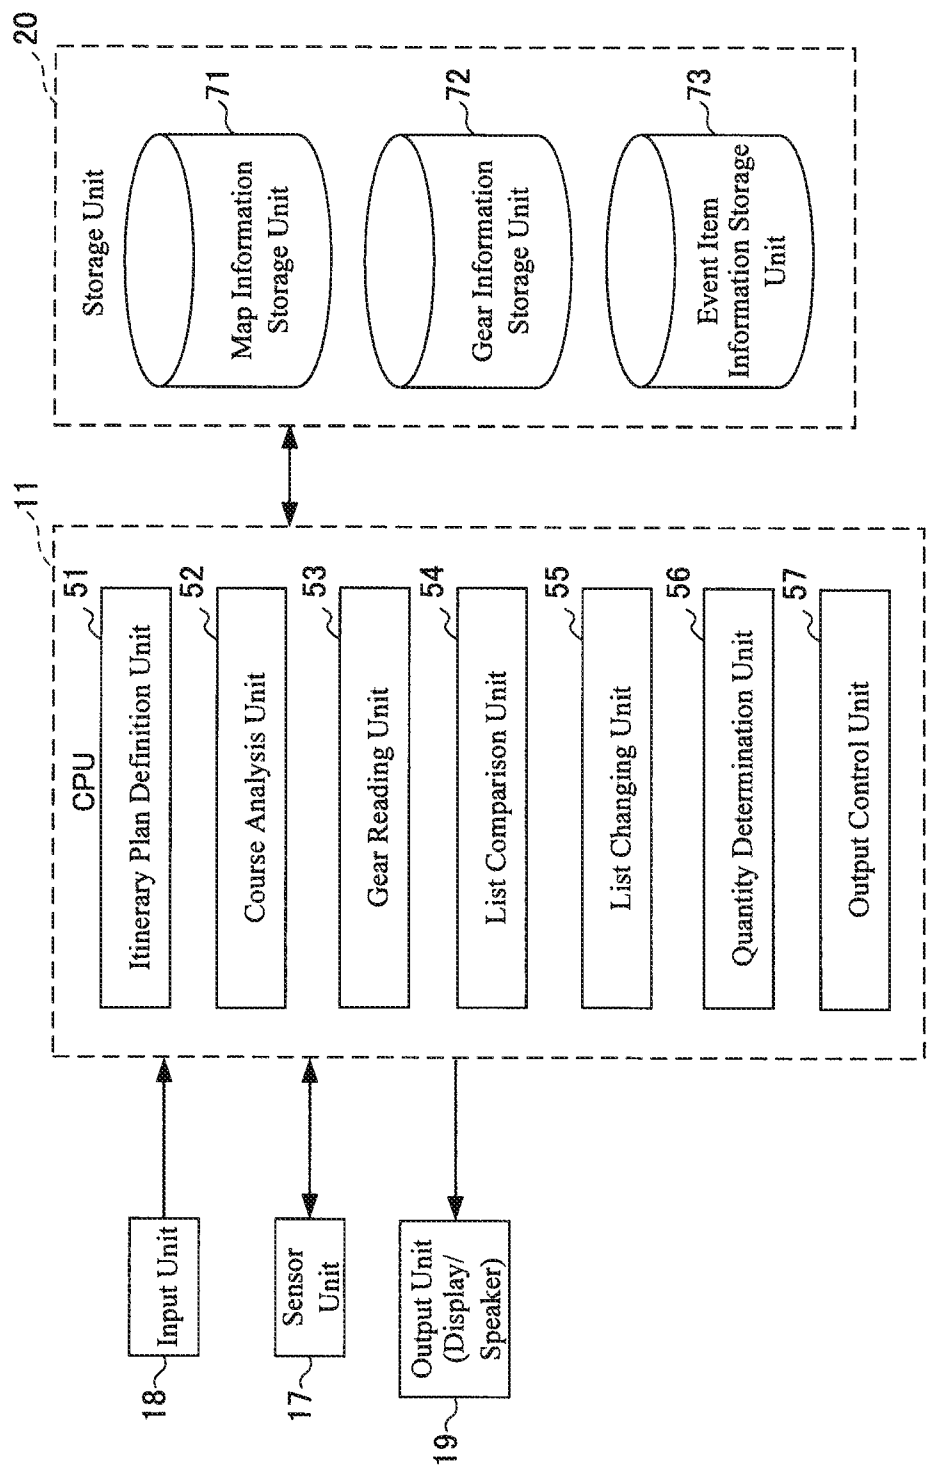 18
Input Unit
17
Sensor
Unit
19
Output Unit
(Display/
Speaker)
11
CPU
51
Itinerary Plan Definition Unit
52
Course Analysis Unit
53
Gear Reading Unit
54
List Comparison Unit
55
List Changing Unit
56
Quantity Determination Unit
57
Output Control Unit
20
Storage Unit
71
Map Information
Storage Unit
72
Gear Information
Storage Unit
73
Event Item
Information Storage
Unit